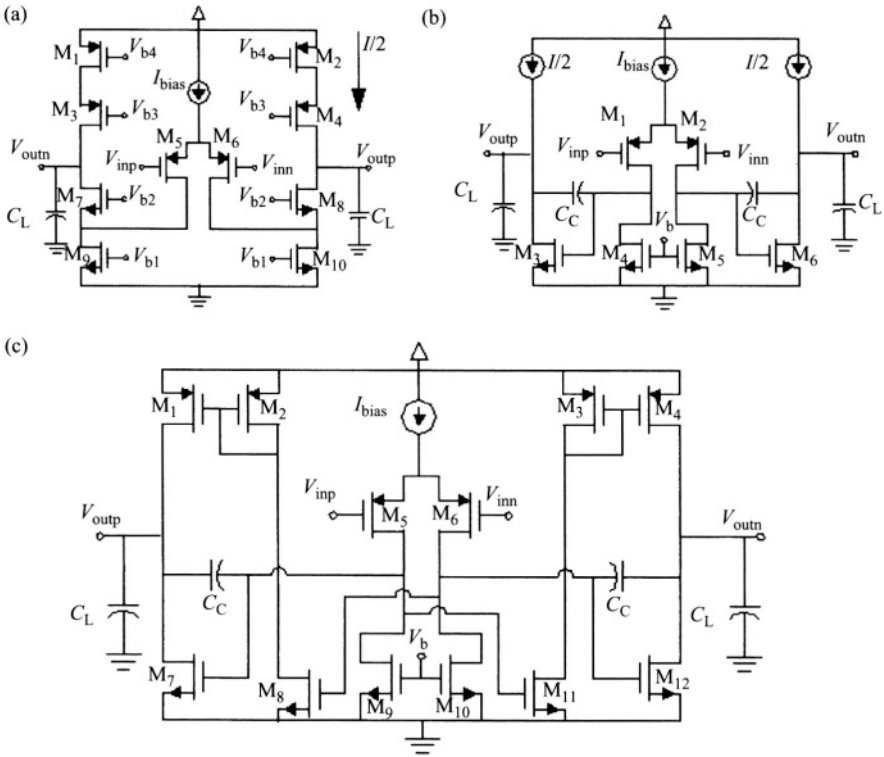 (a)
M1 Vb4 Vb4 M2 I/2
Ibias
M3 Vb3 Vb3 M4
Voutn M5 M6 Voutp
Vinp Vinn
M7 Vb2 Vb2 M8
CL CL
M9 Vb1 Vb1 M10
(b)
I/2 Ibias I/2
M1 M2
Voutp Voutn
Vinp Vinn
CL CC CC CL
Vb
M3 M4 M5 M6
(c)
M1 M2 Ibias M3 M4
Vinp Vinn
Voutp M5 M6 Voutn
CL CC CC CL
Vb
M7 M8 M9 M10 M11 M12